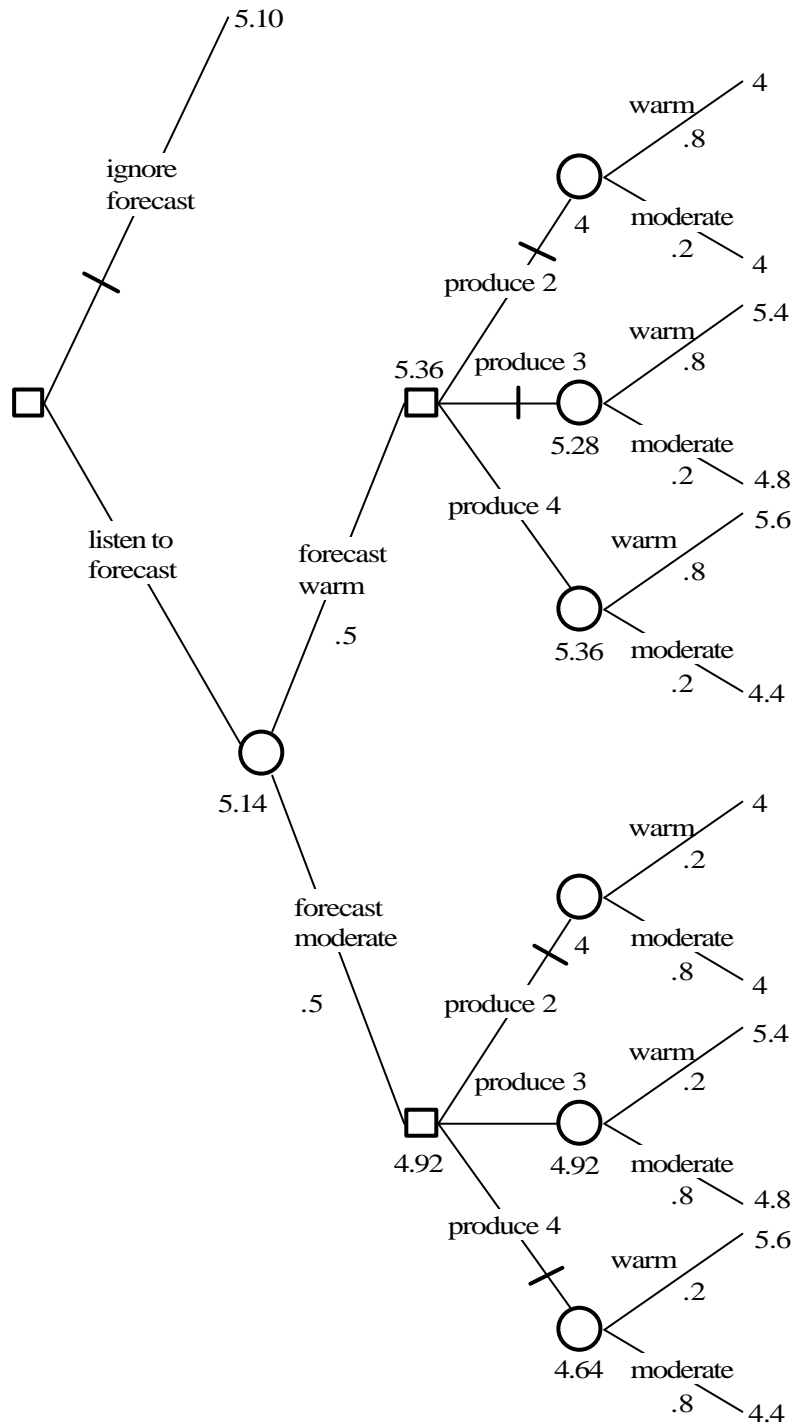 5.10
ignore
forecast
listen to
forecast
5.14
forecast
warm
.5
5.36
produce 2
4
warm
.8
4
moderate
.2
4
produce 3
5.28
warm
.8
5.4
moderate
.2
4.8
produce 4
5.36
warm
.8
5.6
moderate
.2
4.4
forecast
moderate
.5
4.92
produce 2
4
warm
.2
4
moderate
.8
4
produce 3
4.92
warm
.2
5.4
moderate
.8
4.8
produce 4
4.64
warm
.2
5.6
moderate
.8
4.4